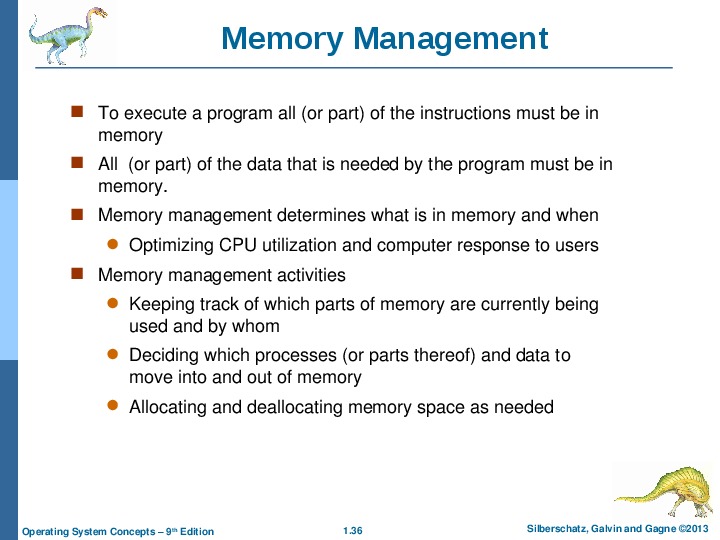 Memory Management
To execute a program all (or part) of the instructions must be in
memory
All (or part) of the data that is needed by the program must be in
memory.
Memory management determines what is in memory and when
Optimizing CPU utilization and computer response to users
Memory management activities
Keeping track of which parts of memory are currently being
used and by whom
Deciding which processes (or parts thereof) and data to
move into and out of memory
Allocating and deallocating memory space as needed
Operating System Concepts – 9th Edition
1.36
Silberschatz, Galvin and Gagne ©2013